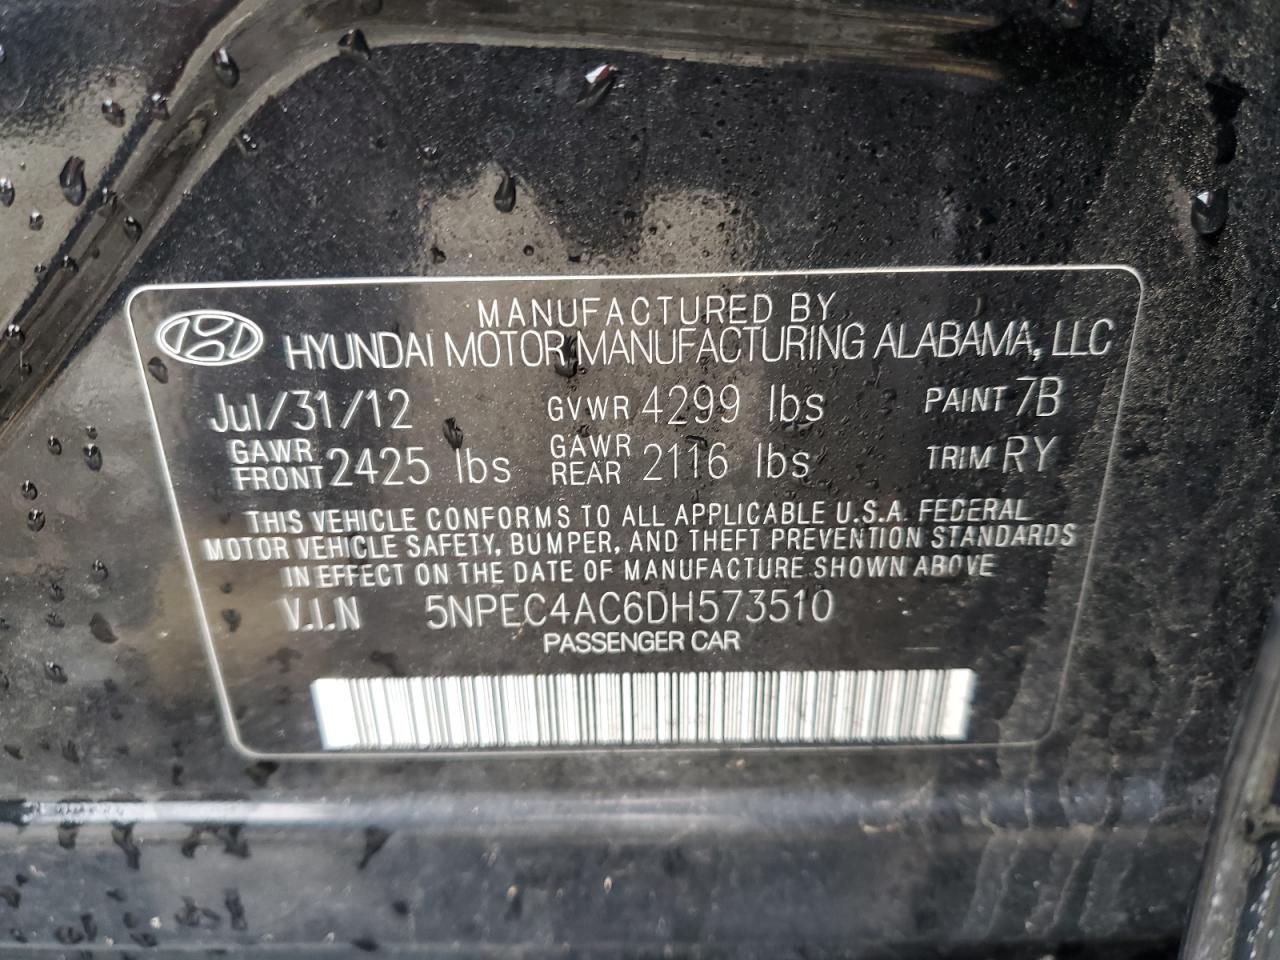 MANUFACTURED BY
HYUNDAI MOTOR MANUFACTURING ALABAMA, LLC
Jul/31/12 GVWR 4299 lbs PAINT 7B
GAWR FRONT 2425 lbs GAWR REAR 2116 lbs TRIM RY
THIS VEHICLE CONFORMS TO ALL APPLICABLE U.S.A. FEDERAL
MOTOR VEHICLE SAFETY, BUMPER, AND THEFT PREVENTION STANDARDS
IN EFFECT ON THE DATE OF MANUFACTURE SHOWN ABOVE
V.I.N 5NPEC4AC6DH573510
PASSENGER CAR